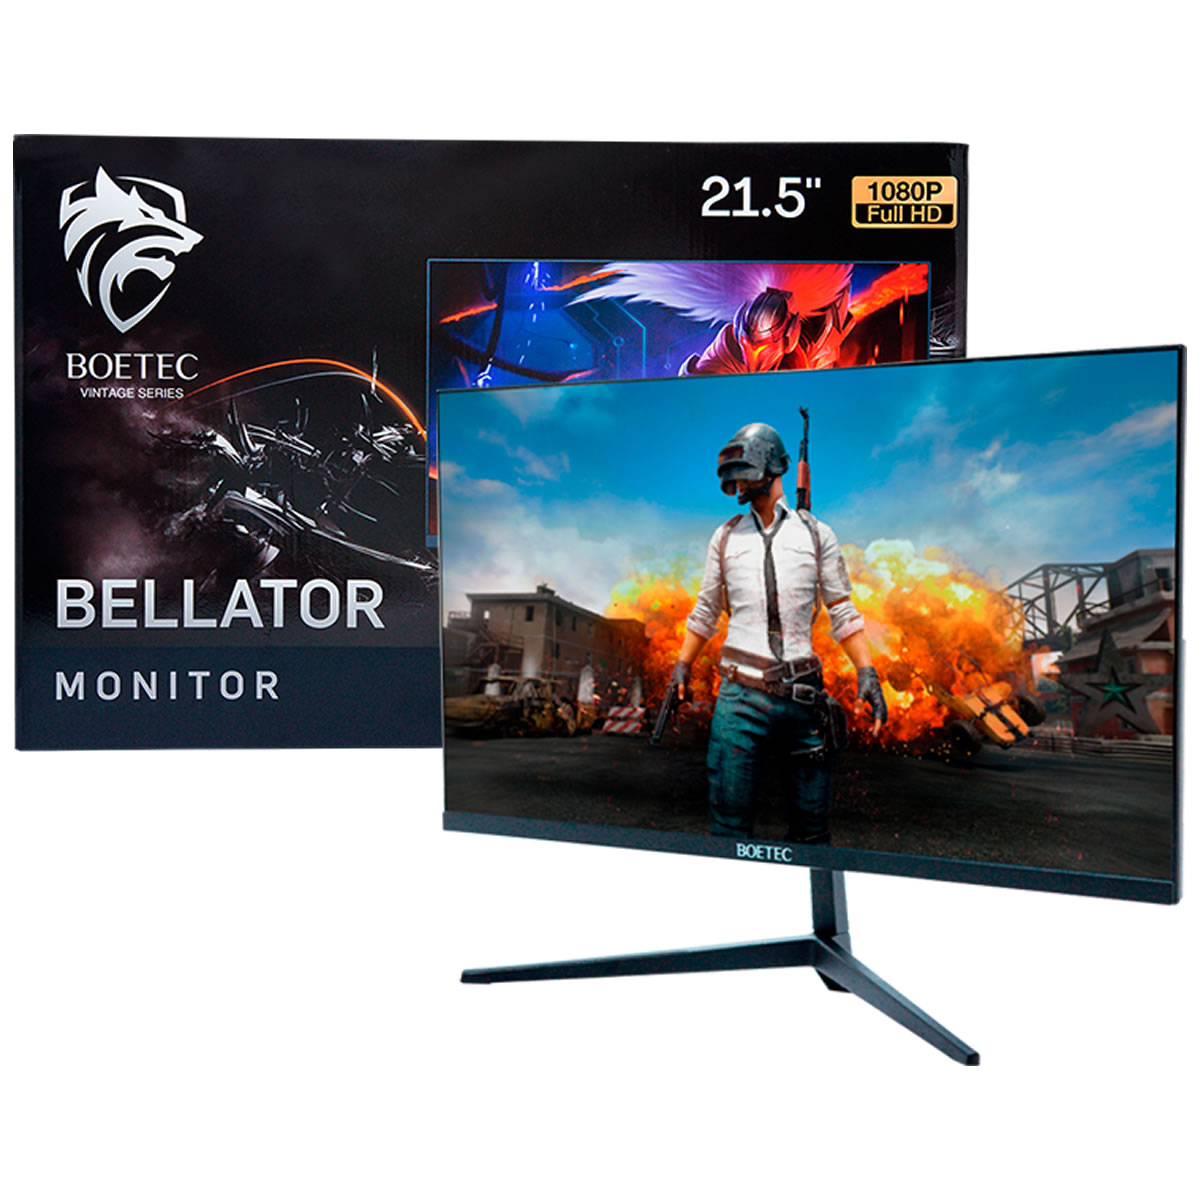 21.5"
1080P
Full HD
BOETEC
VINTAGE SERIES
BELLATOR
MONITOR
BOETEC